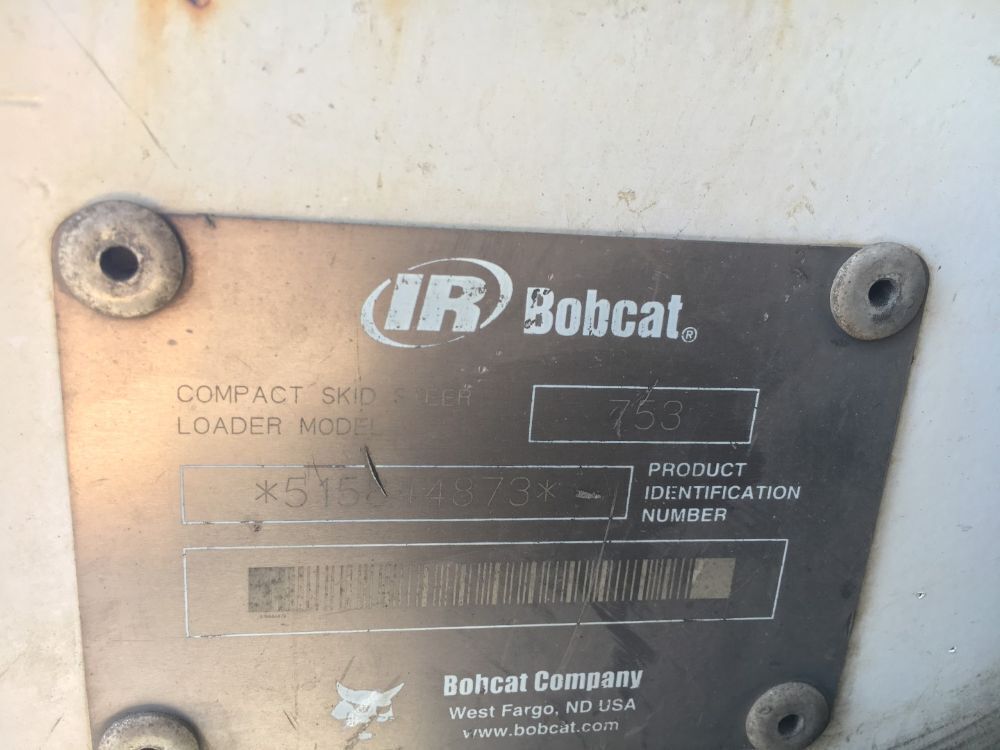 IR Bobcat®
COMPACT SKID STEER
LOADER MODEL
753
PRODUCT
IDENTIFICATION
NUMBER
Bobcat Company
West Fargo, ND USA
www.bobcat.com